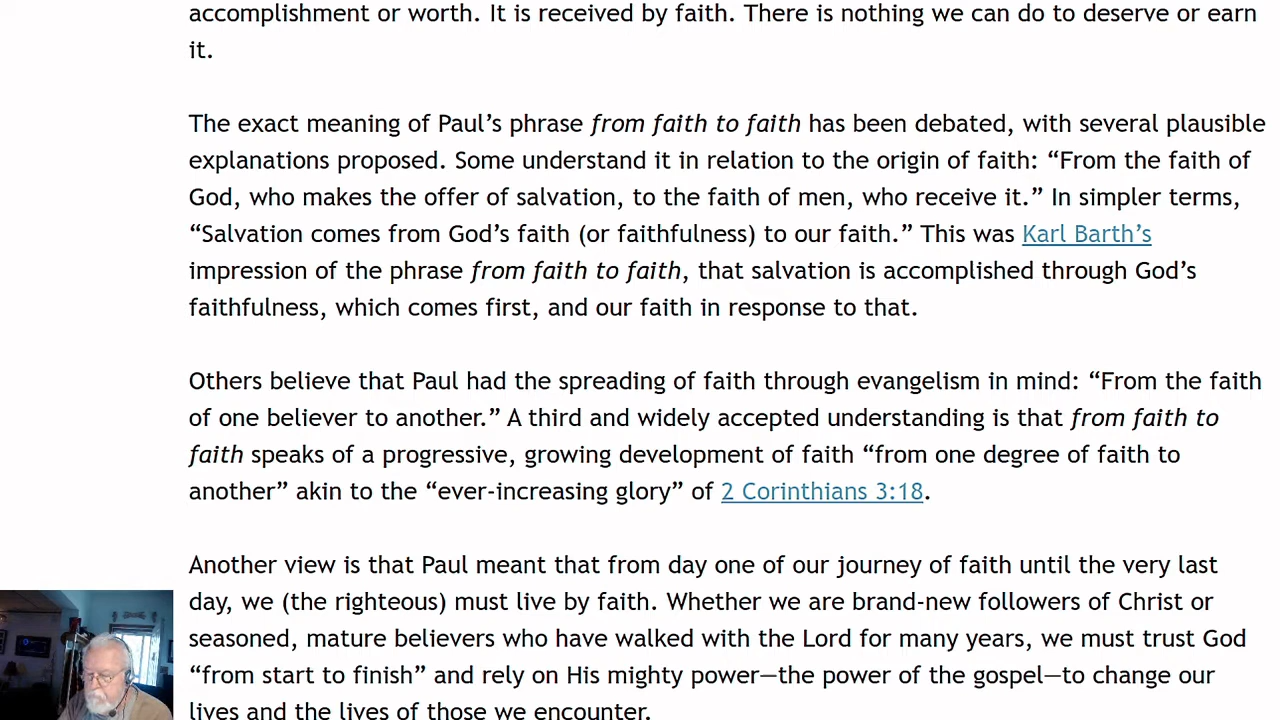 accomplishment or worth. It is received by faith. There is nothing we can do to deserve or earn
it.
The exact meaning of Paul’s phrase from faith to faith has been debated, with several plausible
explanations proposed. Some understand it in relation to the origin of faith: “From the faith of
God, who makes the offer of salvation, to the faith of men, who receive it.” In simpler terms,
“Salvation comes from God’s faith (or faithfulness) to our faith.” This was Karl Barth’s
impression of the phrase from faith to faith, that salvation is accomplished through God’s
faithfulness, which comes first, and our faith in response to that.
Others believe that Paul had the spreading of faith through evangelism in mind: “From the faith
of one believer to another.” A third and widely accepted understanding is that from faith to
faith speaks of a progressive, growing development of faith “from one degree of faith to
another” akin to the “ever-increasing glory” of 2 Corinthians 3:18.
Another view is that Paul meant that from day one of our journey of faith until the very last
day, we (the righteous) must live by faith. Whether we are brand-new followers of Christ or
seasoned, mature believers who have walked with the Lord for many years, we must trust God
“from start to finish” and rely on His mighty power—the power of the gospel—to change our
lives and the lives of those we encounter.